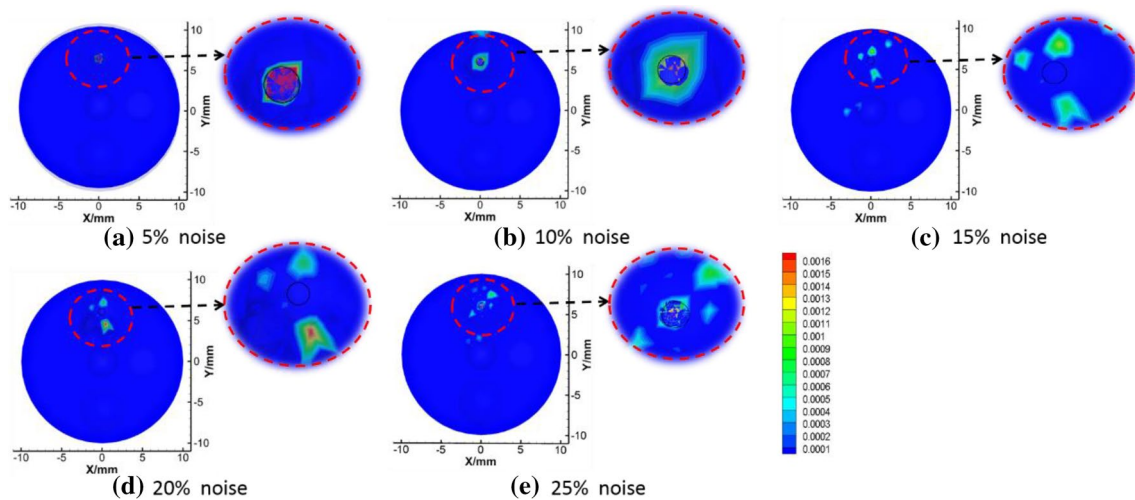 10
5
0
-5
-10
Y/mm
-10 -5 0 5 10
X/mm
(a) 5% noise
10
5
0
-5
-10
Y/mm
-10 -5 0 5 10
X/mm
(b) 10% noise
10
5
0
-5
-10
Y/mm
-10 -5 0 5 10
X/mm
(c) 15% noise
10
5
0
-5
-10
Y/mm
-10 -5 0 5 10
X/mm
(d) 20% noise
10
5
0
-5
-10
Y/mm
-10 -5 0 5 10
X/mm
(e) 25% noise
0.0016
0.0015
0.0014
0.0013
0.0012
0.0011
0.001
0.0009
0.0008
0.0007
0.0006
0.0005
0.0004
0.0003
0.0002
0.0001